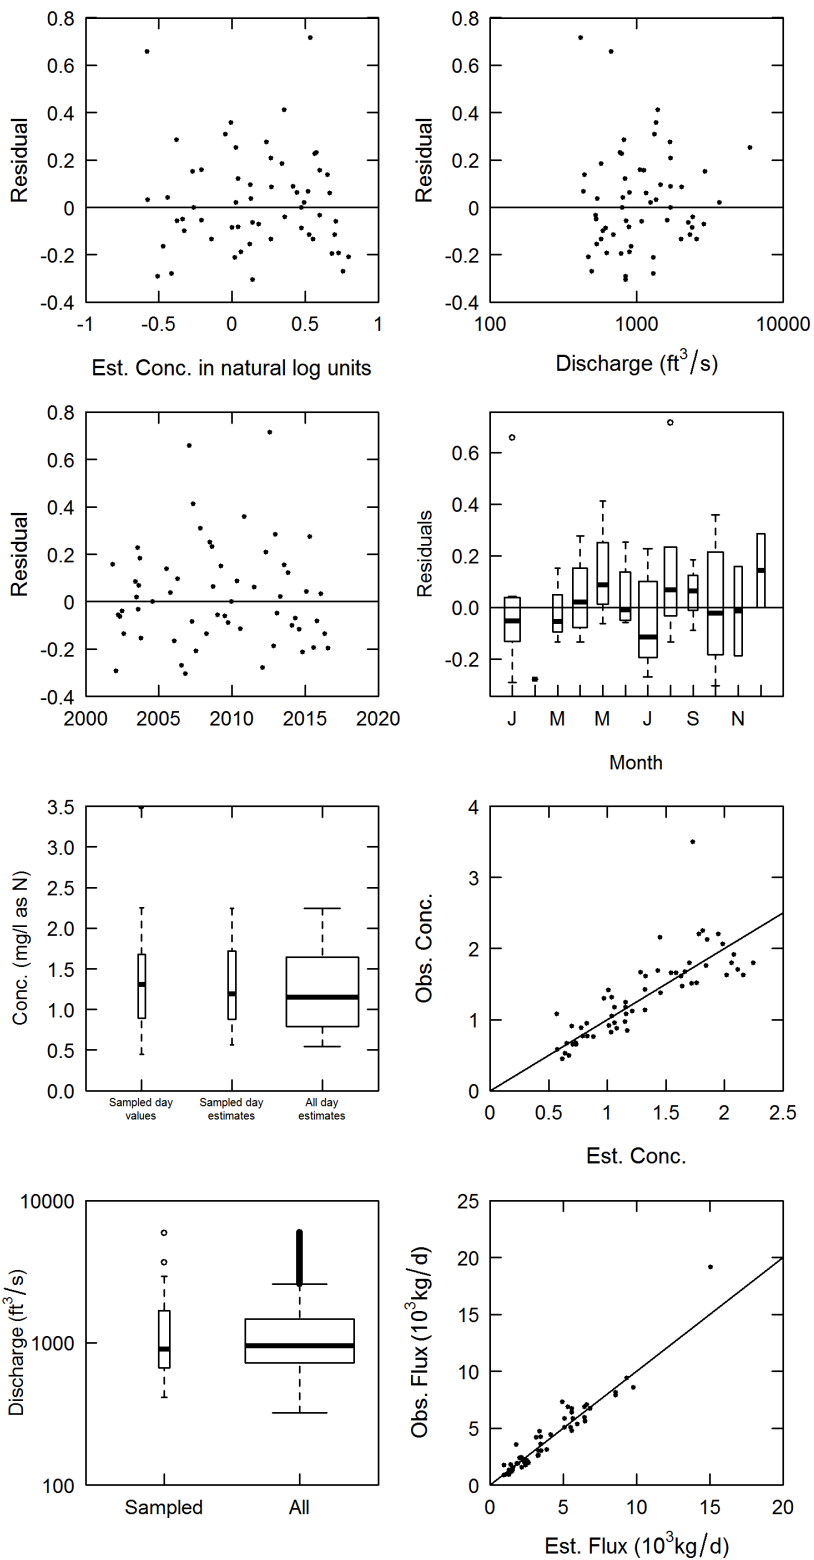 0.8
0.6
0.4
0.2
0
-0.2
-0.4
Residual
-1
-0.5
0
0.5
1
Est. Conc. in natural log units
0.8
0.6
0.4
0.2
0
-0.2
-0.4
Residual
100
1000
10000
Discharge (ft³/s)
0.8
0.6
0.4
0.2
0
-0.2
-0.4
Residual
2000
2005
2010
2015
2020
0.6
0.4
0.2
0.0
-0.2
Residuals
J
M
M
J
S
N
Month
3.5
3.0
2.5
2.0
1.5
1.0
0.5
0.0
Conc. (mg/l as N)
Sampled day
values
Sampled day
estimates
All day
estimates
4
3
2
1
0
Obs. Conc.
0
0.5
1
1.5
2
2.5
Est. Conc.
10000
1000
100
Discharge (ft³/s)
Sampled
All
25
20
15
10
5
0
Obs. Flux (10³kg/d)
0
5
10
15
20
Est. Flux (10³kg/d)